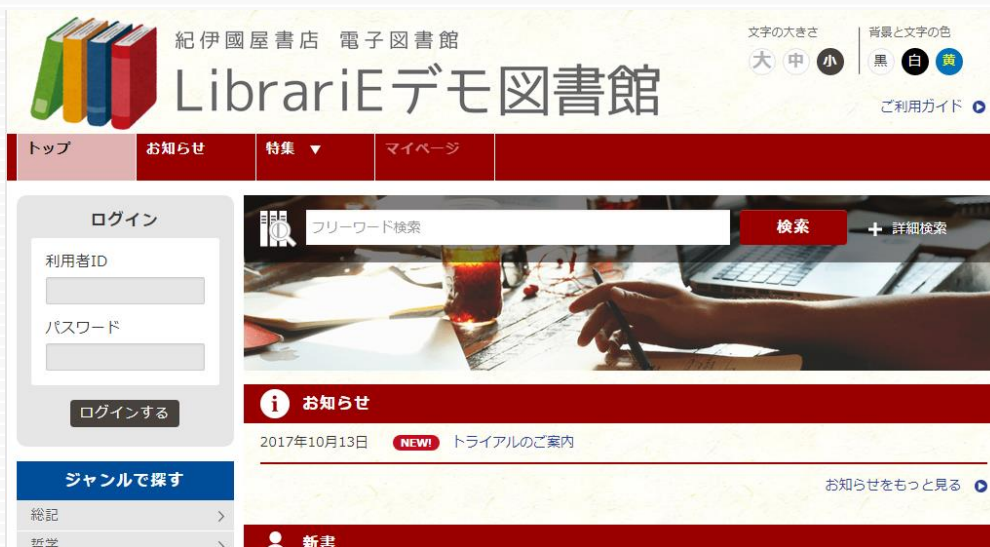 紀伊國屋書店 電子図書館
LibrariEデモ図書館
文字の大きさ
大 中 小
背景と文字の色
黒 白 黄
ご利用ガイド
トップ お知らせ 特集 ▼ マイページ
ログイン
利用者ID
パスワード
ログインする
フリーワード検索 検索 + 詳細検索
お知らせ
2017年10月13日 NEW! トライアルのご案内
お知らせをもっと見る
ジャンルで探す
総記
哲学
新書